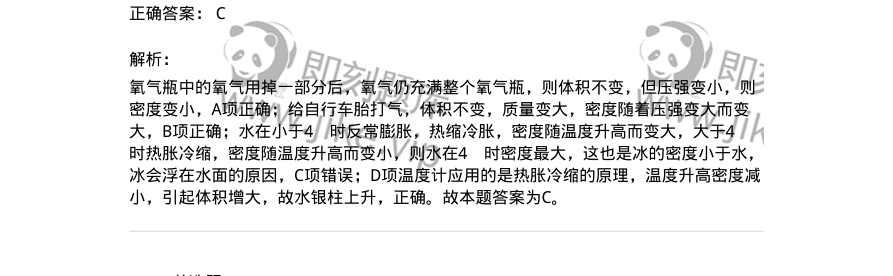 正确答案： C
解析：
氧气瓶中的氧气用掉一部分后，氧气仍充满整个氧气瓶，则体积不变，但压强变小，则
密度变小，A项正确；给自行车胎打气，体积不变，质量变大，密度随着压强变大而变
大，B项正确；水在小于4　时反常膨胀，热缩冷胀，密度随温度升高而变大，大于4
时热胀冷缩，密度随温度升高而变小，则水在4　时密度最大，这也是冰的密度小于水，
冰会浮在水面的原因，C项错误；D项温度计应用的是热胀冷缩的原理，温度升高密度减
小，引起体积增大，故水银柱上升，正确。故本题答案为C。
即刻题库
www.jike.vip
即刻